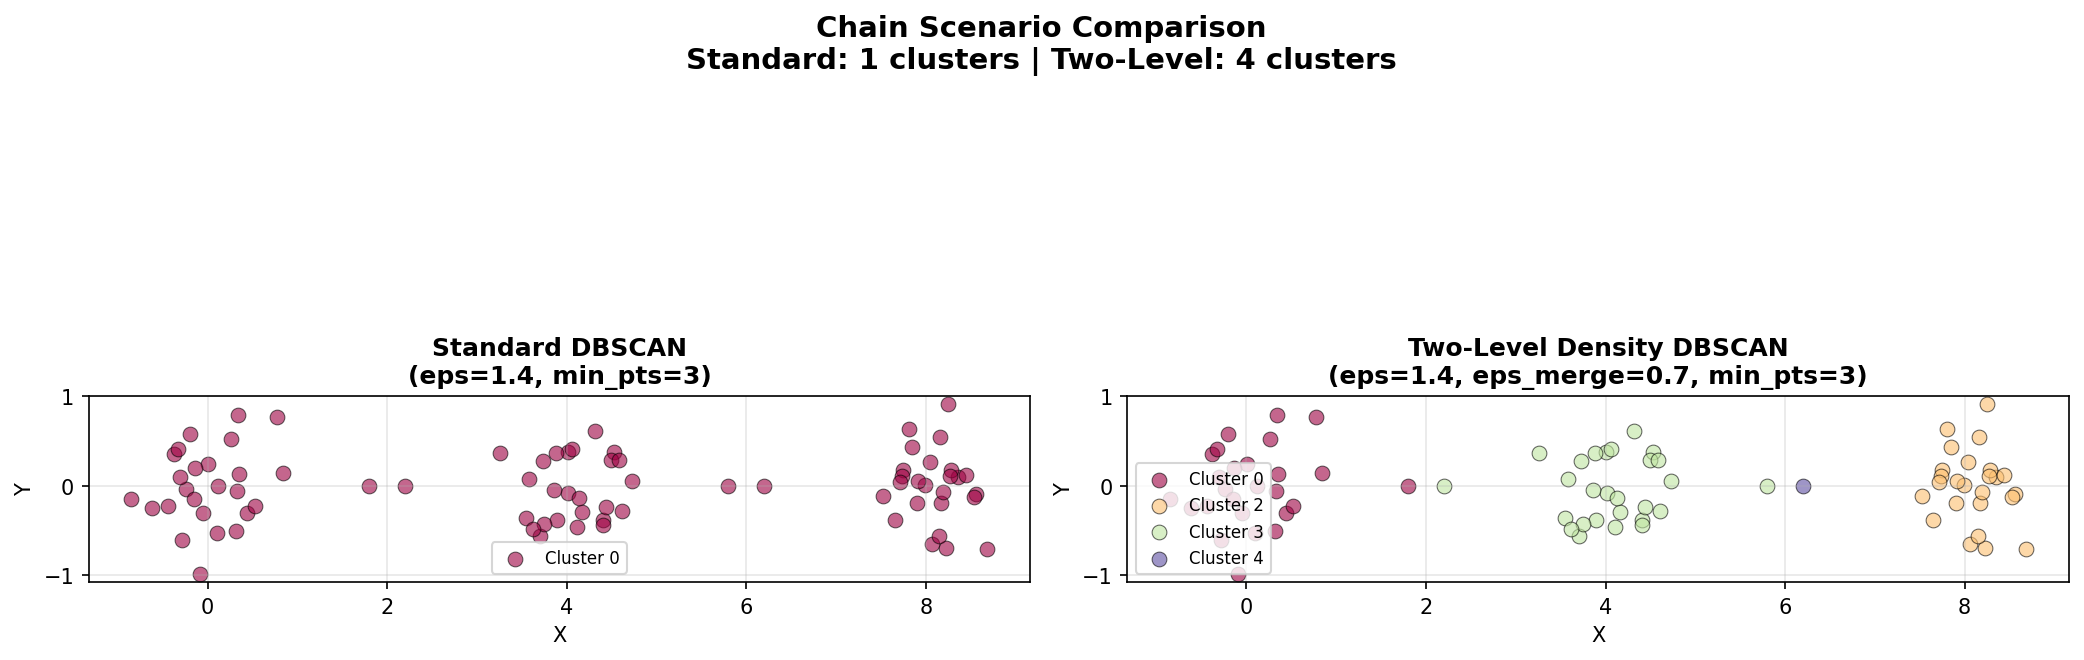 Chain Scenario Comparison
Standard: 1 clusters | Two-Level: 4 clusters
Standard DBSCAN
(eps=1.4, min_pts=3)
1
0
−1
Y
0
2
4
6
8
X
Cluster 0
Two-Level Density DBSCAN
(eps=1.4, eps_merge=0.7, min_pts=3)
1
0
−1
Y
0
2
4
6
8
X
Cluster 0
Cluster 2
Cluster 3
Cluster 4